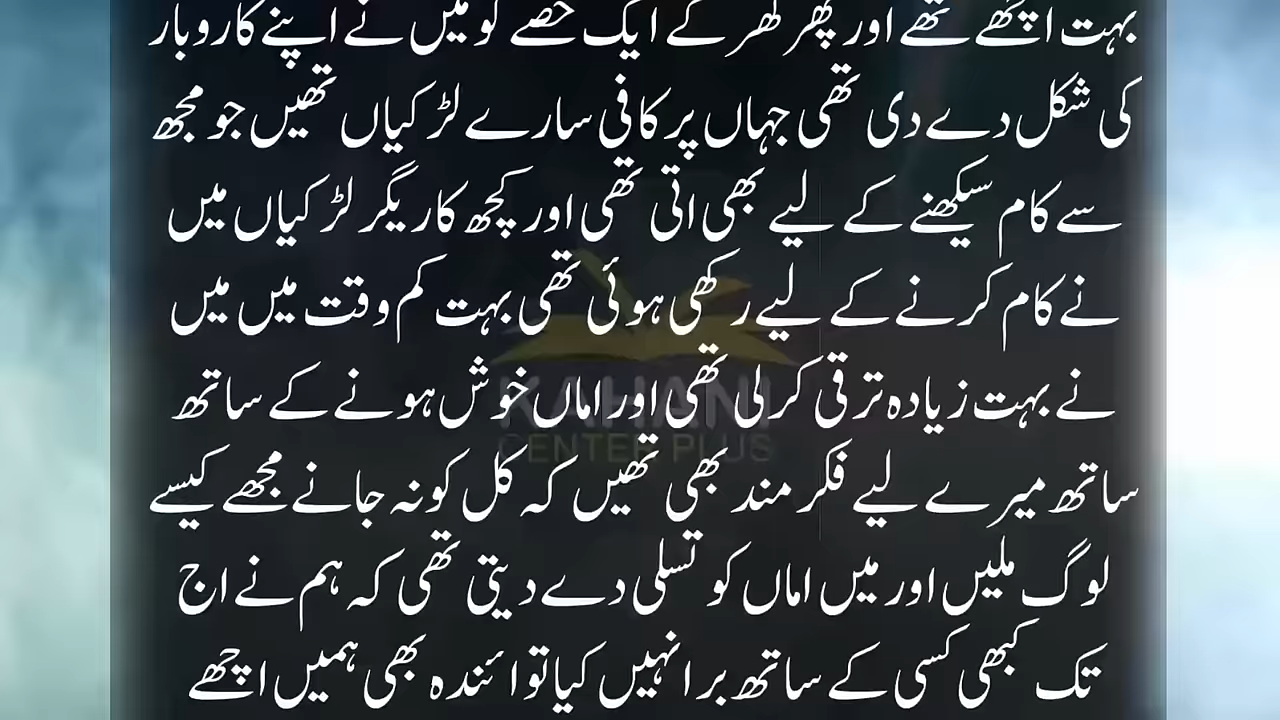 بہت اچھے تھے اور پھر گھر کے ایک حصے کو میں نے اپنے کاروبار
کی شکل دے دی تھی جہاں پر کافی سارے لڑکیاں تھیں جو مجھ
سے کام سیکھنے کے لیے بھی اتی تھی اور کچھ کاریگر لڑکیاں میں
نے کام کرنے کے لیے رکھی ہوئی تھی بہت کم وقت میں میں
نے بہت زیادہ ترقی کر لی تھی اور اماں خوش ہونے کے ساتھ
ساتھ میرے لیے فکر مند بھی تھیں کہ کل کو نہ جانے مجھے کیسے
لوگ ملیں اور میں اماں کو تسلی دے دیتی تھی کہ ہم نے اج
تک کبھی کسی کے ساتھ برا نہیں کیا تو ائندہ بھی ہمیں اچھے
KAHANI
CENTER PLUS